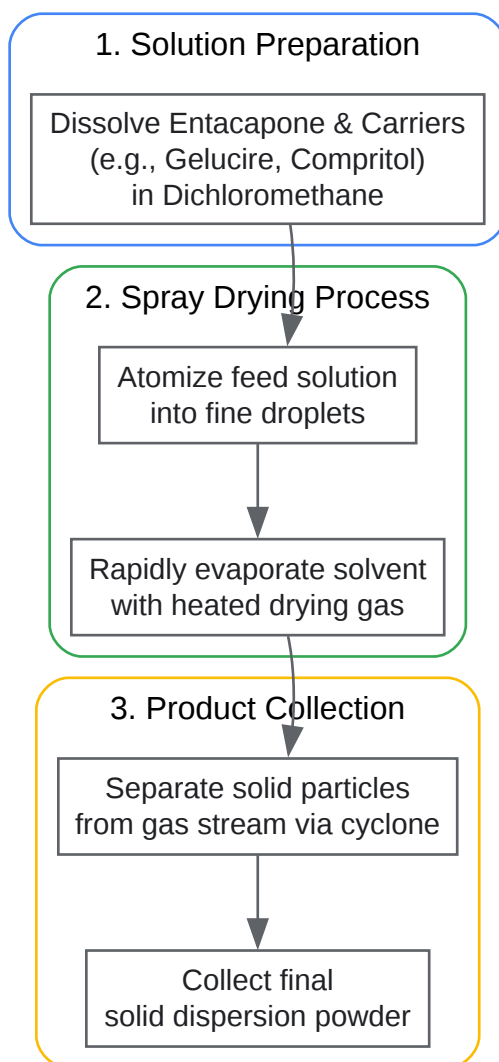 1. Solution Preparation
Dissolve Entacapone & Carriers
(e.g., Gelucire, Compritol)
in Dichloromethane
2. Spray Drying Process
Atomize feed solution
into fine droplets
Rapidly evaporate solvent
with heated drying gas
3. Product Collection
Separate solid particles
from gas stream via cyclone
Collect final
solid dispersion powder